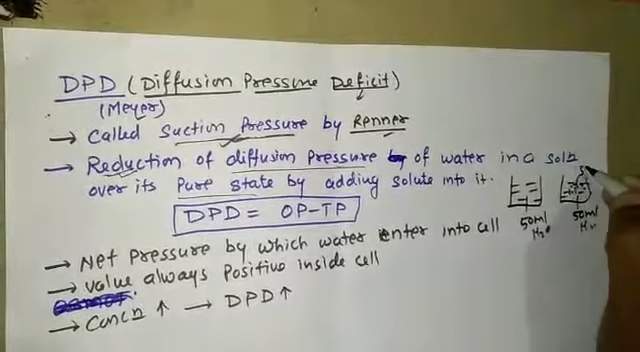 DPD (Diffusion Pressure Deficit)
(Meyer)
→ Called Suction Pressure by Renner
→ Reduction of diffusion pressure of water in a soln
over its Pure state by adding solute into it.
DPD = OP-TP
50ml 50ml
H₂O
→ Net pressure by which water enter into cell
→ value always Positive inside cell
→ Concn ↑ → DPD ↑